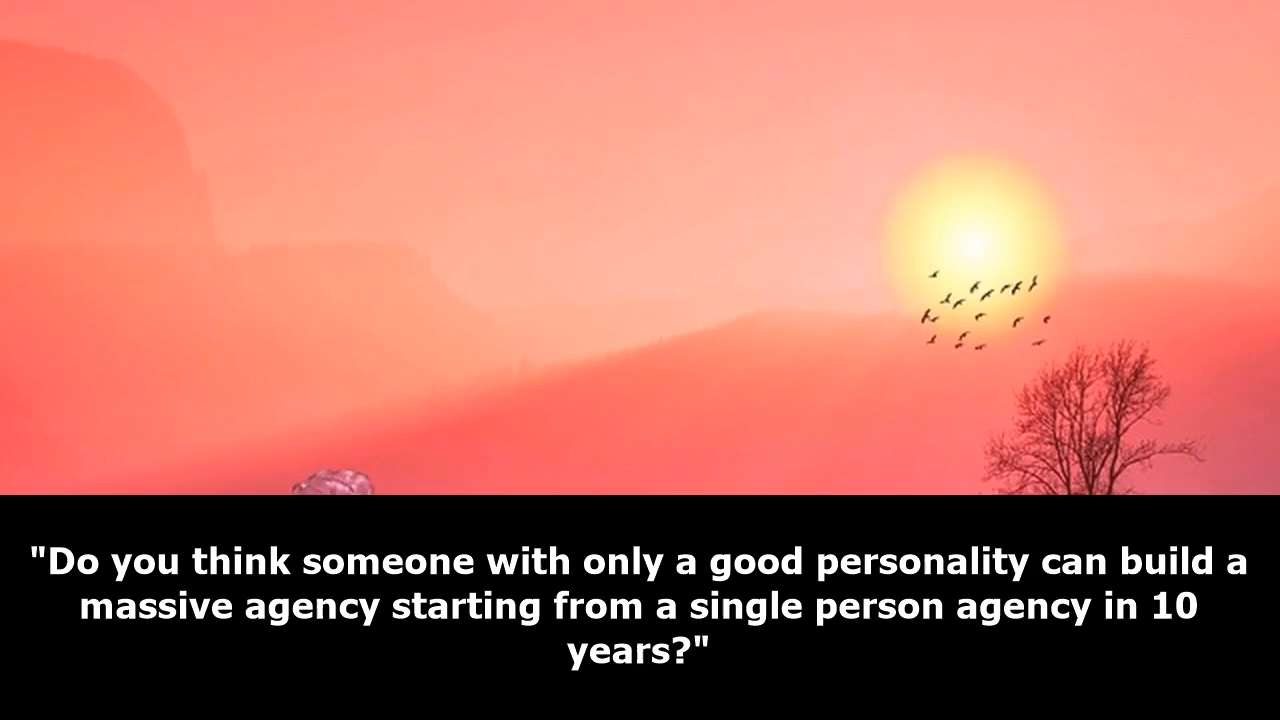 "Do you think someone with only a good personality can build a
massive agency starting from a single person agency in 10
years?"